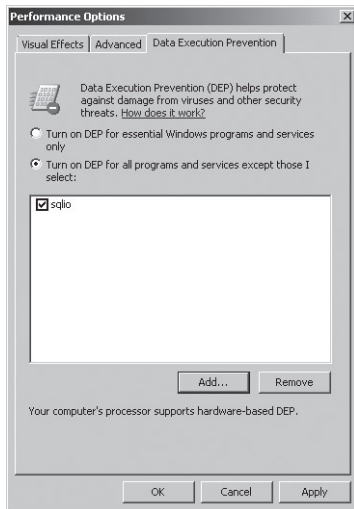 Performance Options
Visual Effects
Advanced
Data Execution Prevention
Data Execution Prevention (DEP) helps protect
against damage from viruses and other security
threats. How does it work?
Turn on DEP for essential Windows programs and services
only
Turn on DEP for all programs and services except those I
select:
sqlio
Add...
Remove
Your computer's processor supports hardware-based DEP.
OK
Cancel
Apply